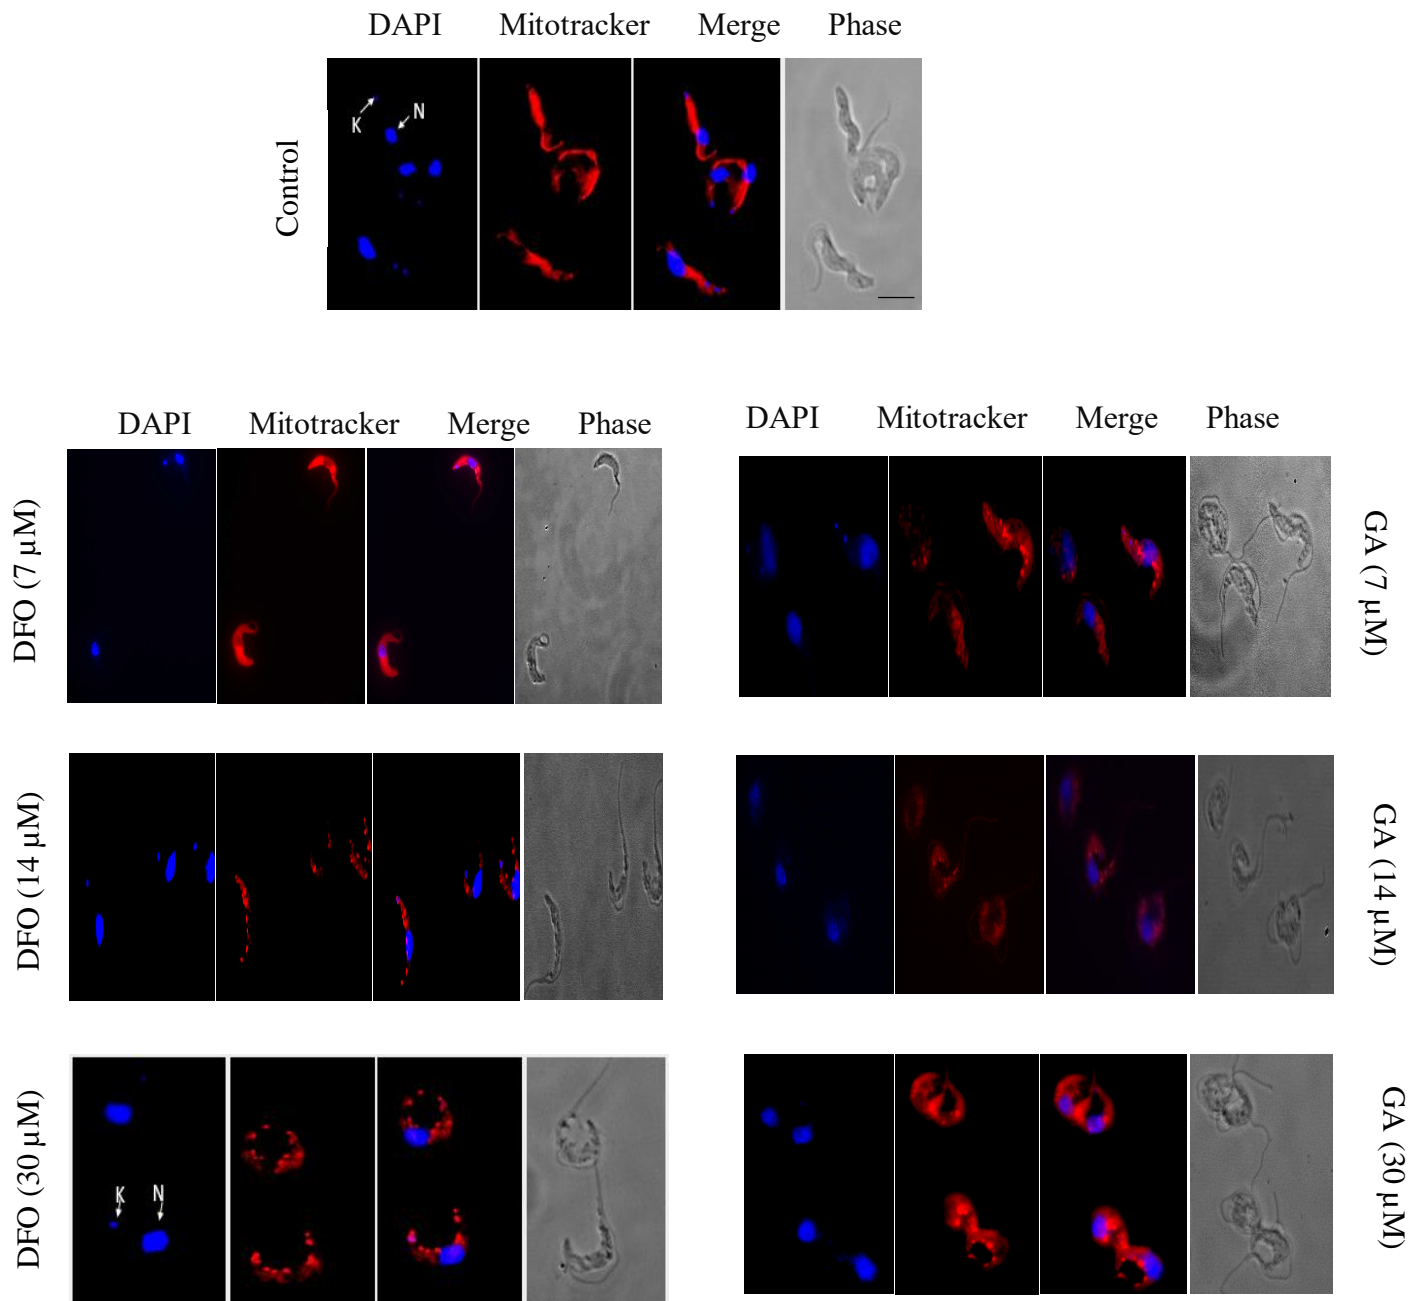 DAPI Mitotracker Merge Phase
Control
K
N
DAPI Mitotracker Merge Phase
DAPI Mitotracker Merge Phase
DFO (7 µM)
GA (7 µM)
DFO (14 µM)
GA (14 µM)
DFO (30 µM)
K N
GA (30 µM)